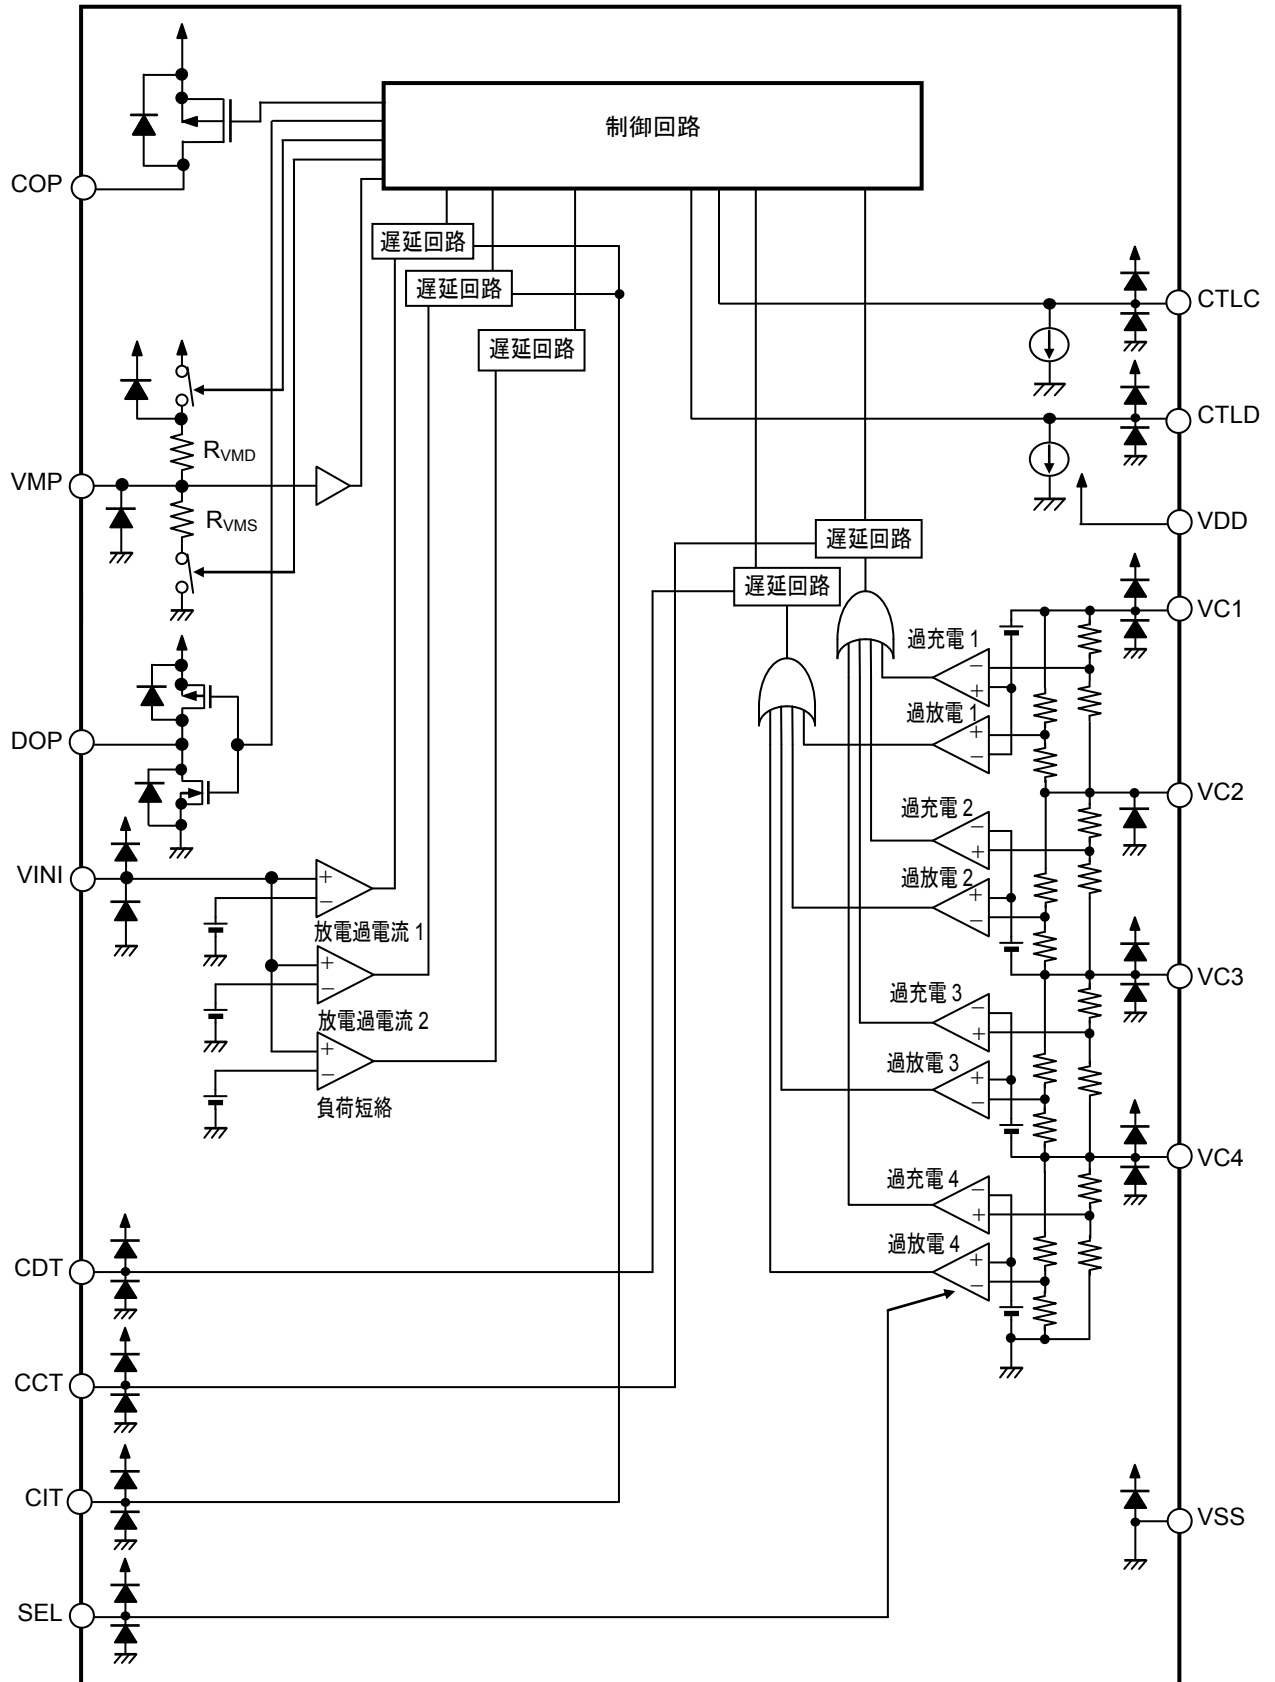 制御回路
COP
遅延回路
遅延回路
遅延回路
CTLC
CTLD
RVMD
VMP
RVMS
VDD
遅延回路
遅延回路
VC1
過充電 1
−
+
過放電 1
+
−
DOP
VC2
過充電 2
−
+
過放電 2
+
−
VINI
+
−
放電過電流 1
+
−
放電過電流 2
+
−
負荷短絡
VC3
過充電 3
−
+
過放電 3
+
−
VC4
過充電 4
−
+
過放電 4
+
−
CDT
CCT
CIT
VSS
SEL